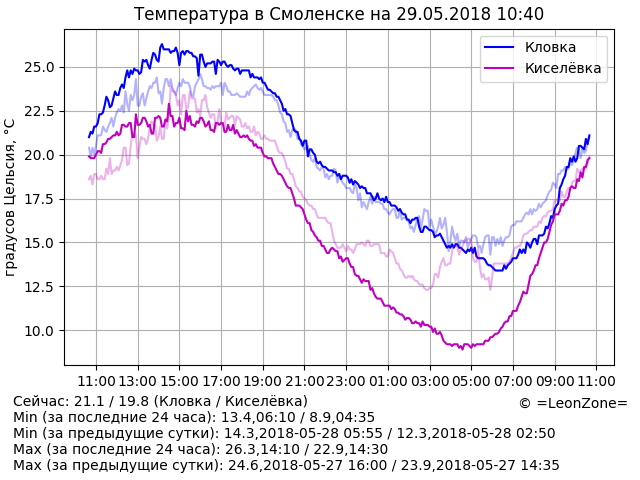 Температура в Смоленске на 29.05.2018 10:40
градусов Цельсия, °C
25.0
22.5
20.0
17.5
15.0
12.5
10.0
Кловка
Киселёвка
11:00 13:00 15:00 17:00 19:00 21:00 23:00 01:00 03:00 05:00 07:00 09:00 11:00
Сейчас: 21.1 / 19.8 (Кловка / Киселёвка)
© =LeonZone=
Min (за последние 24 часа): 13.4,06:10 / 8.9,04:35
Min (за предыдущие сутки): 14.3,2018-05-28 05:55 / 12.3,2018-05-28 02:50
Max (за последние 24 часа): 26.3,14:10 / 22.9,14:30
Max (за предыдущие сутки): 24.6,2018-05-27 16:00 / 23.9,2018-05-27 14:35